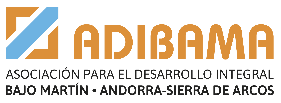 ADIBAMA
ASOCIACIÓN PARA EL DESARROLLO INTEGRAL
BAJO MARTÍN • ANDORRA-SIERRA DE ARCOS